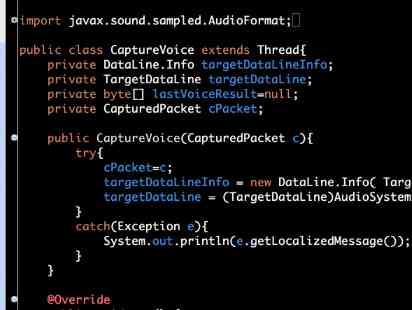 import javax.sound.sampled.AudioFormat;
public class CaptureVoice extends Thread{
private DataLine.Info targetDataLineInfo;
private TargetDataLine targetDataLine;
private byte[] lastVoiceResult=null;
private CapturedPacket cPacket;
public CaptureVoice(CapturedPacket c){
try{
cPacket=c;
targetDataLineInfo = new DataLine.Info( Targ
targetDataLine = (TargetDataLine)AudioSystem
}
catch(Exception e){
System.out.println(e.getLocalizedMessage());
}
}
@Override